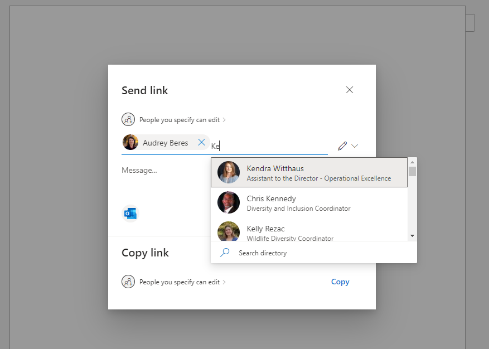 Send link
People you specify can edit >
Audrey Beres
Ke
Message...
Kendra Witthaus
Assistant to the Director - Operational Excellence
Chris Kennedy
Diversity and Inclusion Coordinator
Kelly Rezac
Wildlife Diversity Coordinator
Search directory
Copy link
People you specify can edit >
Copy